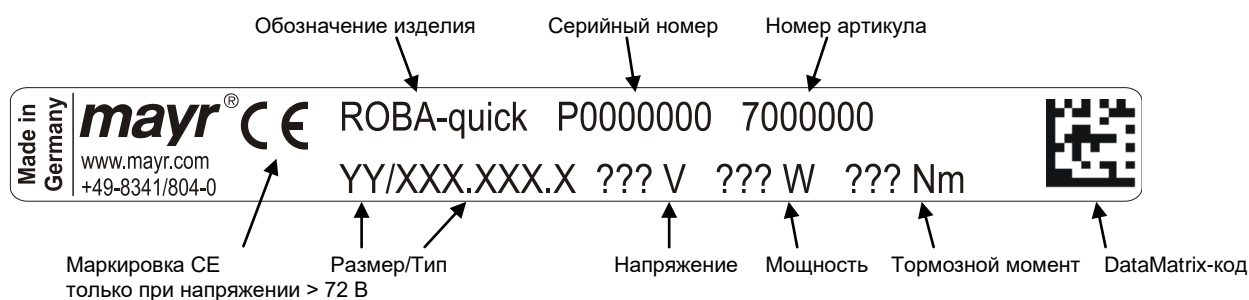 Обозначение изделия Серийный номер Номер артикула
Made in
Germany
mayr® CE ROBA-quick P0000000 7000000
www.mayr.com
+49-8341/804-0
YY/XXX.XXX.X ??? V ??? W ??? Nm
Маркировка CE
только при напряжении > 72 В
Размер/Тип Напряжение Мощность Тормозной момент DataMatrix-код